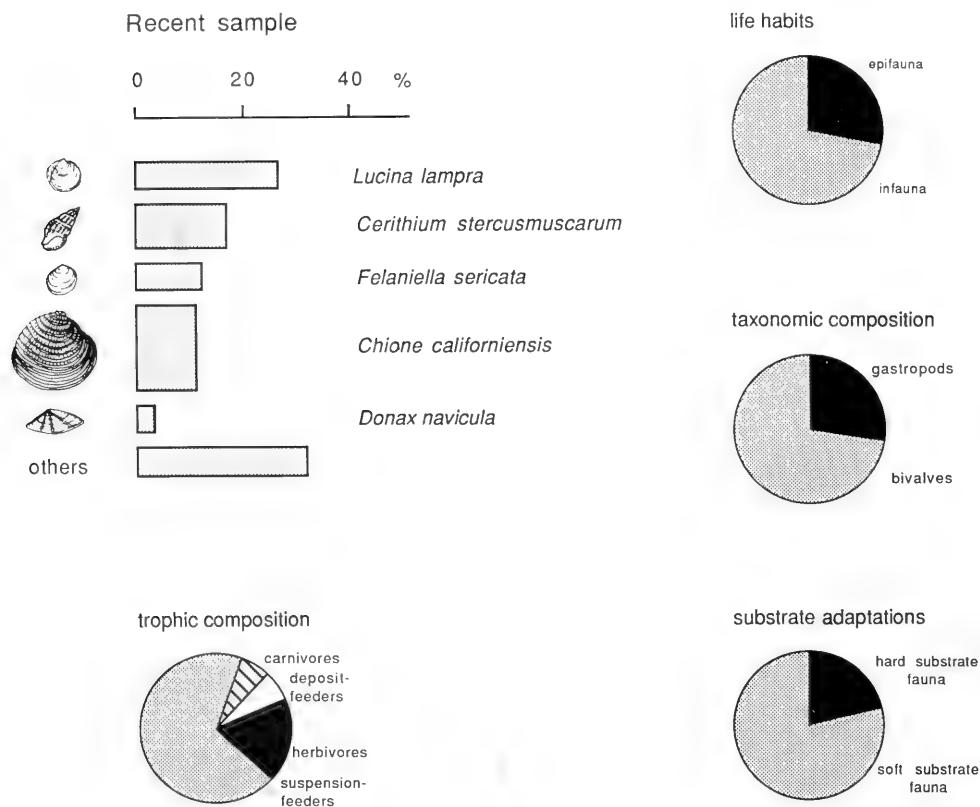 Recent sample
0 20 40 %
Lucina lampra
Cerithium stercusmuscarum
Felaniella sericata
Chione californiensis
Donax navicula
others
life habits
epifauna
infauna
taxonomic composition
gastropods
bivalves
trophic composition
carnivores
deposit-
feeders
herbivores
suspension-
feeders
substrate adaptations
hard substrate
fauna
soft substrate
fauna